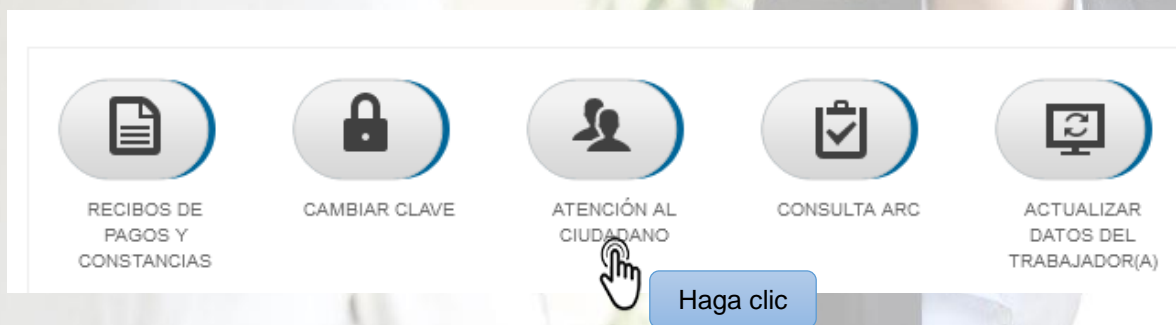 RECIBOS DE
PAGOS Y
CONSTANCIAS
CAMBIAR CLAVE
ATENCIÓN AL
CIUDADANO
CONSULTA ARC
ACTUALIZAR
DATOS DEL
TRABAJADOR(A)
Haga clic